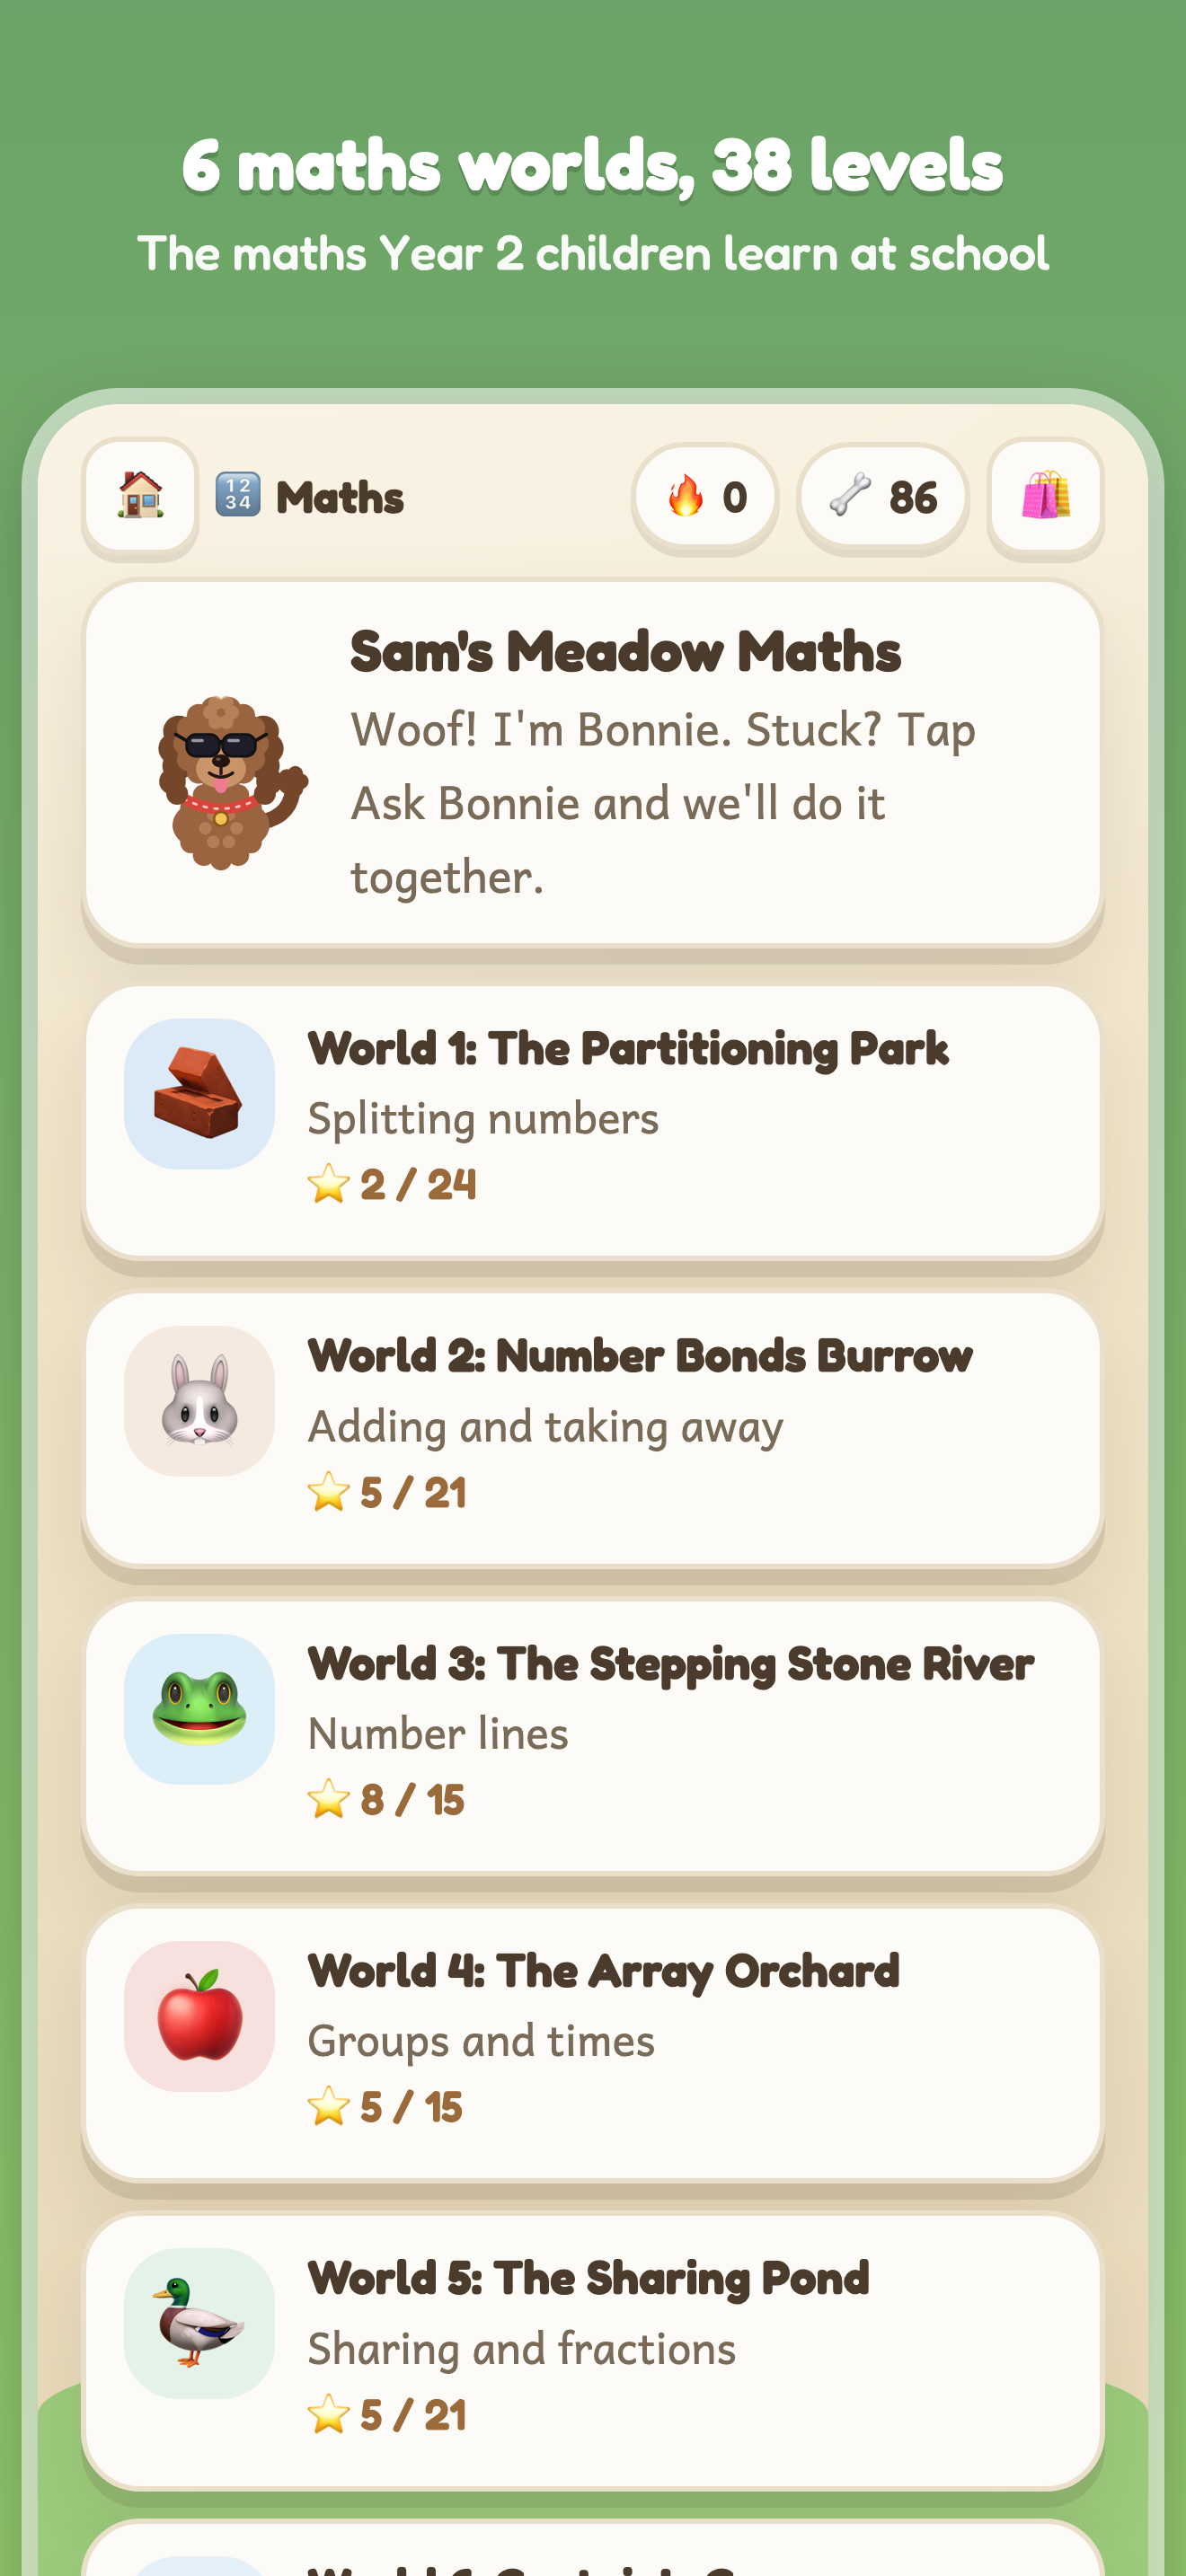 6 maths worlds, 38 levels
The maths Year 2 children learn at school
Maths
0
86
Sam's Meadow Maths
Woof! I'm Bonnie. Stuck? Tap
Ask Bonnie and we'll do it
together.
World 1: The Partitioning Park
Splitting numbers
2 / 24
World 2: Number Bonds Burrow
Adding and taking away
5 / 21
World 3: The Stepping Stone River
Number lines
8 / 15
World 4: The Array Orchard
Groups and times
5 / 15
World 5: The Sharing Pond
Sharing and fractions
5 / 21